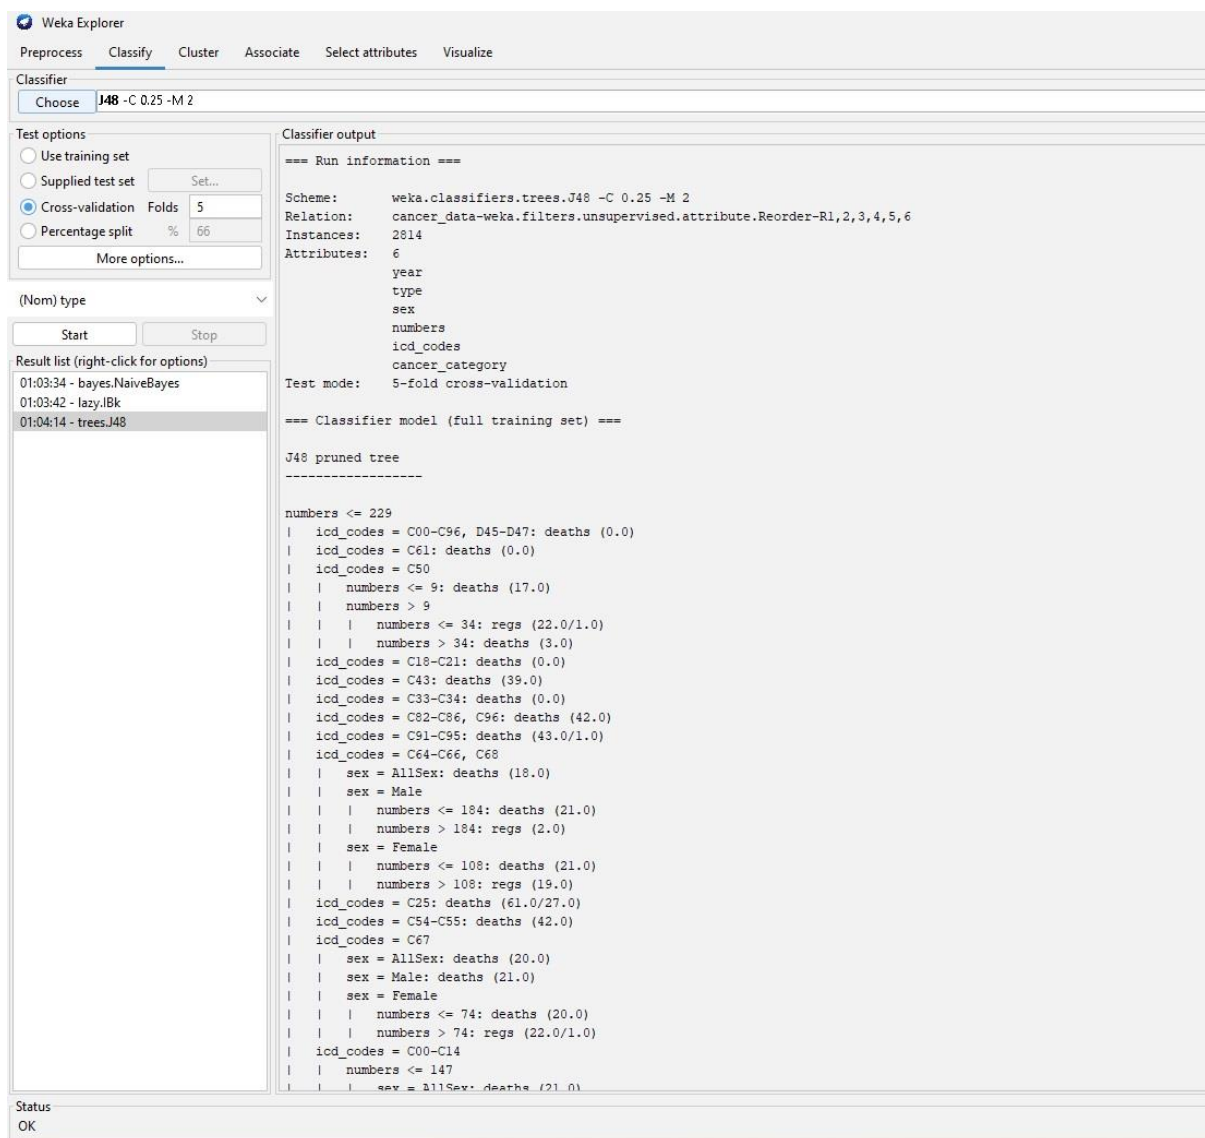 Weka Explorer
Preprocess Classify Cluster Associate Select attributes Visualize
Classifier
Choose J48 -C 0.25 -M 2
Test options
Use training set
Supplied test set Set...
Cross-validation Folds 5
Percentage split % 66
More options...
(Nom) type
Start Stop
Result list (right-click for options)
01:03:34 - bayes.NaiveBayes
01:03:42 - lazy.IBk
01:04:14 - trees.J48
Classifier output
=== Run information ===
Scheme: weka.classifiers.trees.J48 -C 0.25 -M 2
Relation: cancer_data-weka.filters.unsupervised.attribute.Reorder-R1,2,3,4,5,6
Instances: 2814
Attributes: 6
year
type
sex
numbers
icd_codes
cancer_category
Test mode: 5-fold cross-validation
=== Classifier model (full training set) ===
J48 pruned tree
------------------
numbers <= 229
| icd_codes = C00-C96, D45-D47: deaths (0.0)
| icd_codes = C61: deaths (0.0)
| icd_codes = C50
| | numbers <= 9: deaths (17.0)
| | numbers > 9
| | | numbers <= 34: regs (22.0/1.0)
| | | numbers > 34: deaths (3.0)
| icd_codes = C18-C21: deaths (0.0)
| icd_codes = C43: deaths (39.0)
| icd_codes = C33-C34: deaths (0.0)
| icd_codes = C82-C86, C96: deaths (42.0)
| icd_codes = C91-C95: deaths (43.0/1.0)
| icd_codes = C64-C66, C68
| | sex = AllSex: deaths (18.0)
| | sex = Male
| | | numbers <= 184: deaths (21.0)
| | | numbers > 184: regs (2.0)
| | sex = Female
| | | numbers <= 108: deaths (21.0)
| | | numbers > 108: regs (19.0)
| icd_codes = C25: deaths (61.0/27.0)
| icd_codes = C54-C55: deaths (42.0)
| icd_codes = C67
| | sex = AllSex: deaths (20.0)
| | sex = Male: deaths (21.0)
| | sex = Female
| | | numbers <= 74: deaths (20.0)
| | | numbers > 74: regs (22.0/1.0)
| icd_codes = C00-C14
| | numbers <= 147
| | | sex = AllSex: deaths (21.0)
Status
OK